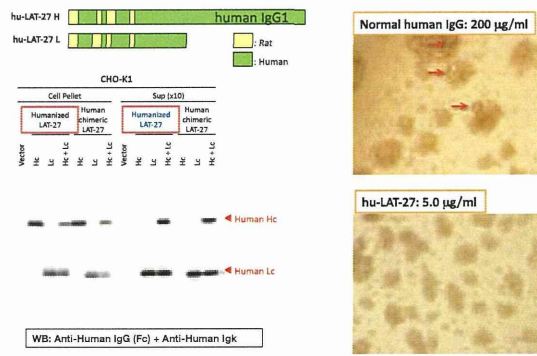 hu-LAT-27 H
human IgG1
hu-LAT-27 L
: Rat
: Human
CHO-K1
Cell Pellet
Sup (x10)
Humanized LAT-27
Human chimeric LAT-27
Humanized LAT-27
Human chimeric LAT-27
Vector
Hc
Lc
Hc + Lc
Hc
Lc
Hc + Lc
Vector
Hc
Lc
Hc + Lc
Hc
Lc
Hc + Lc
Human Hc
Human Lc
WB: Anti-Human IgG (Fc) + Anti-Human Igk
Normal human IgG: 200 µg/ml
hu-LAT-27: 5.0 µg/ml